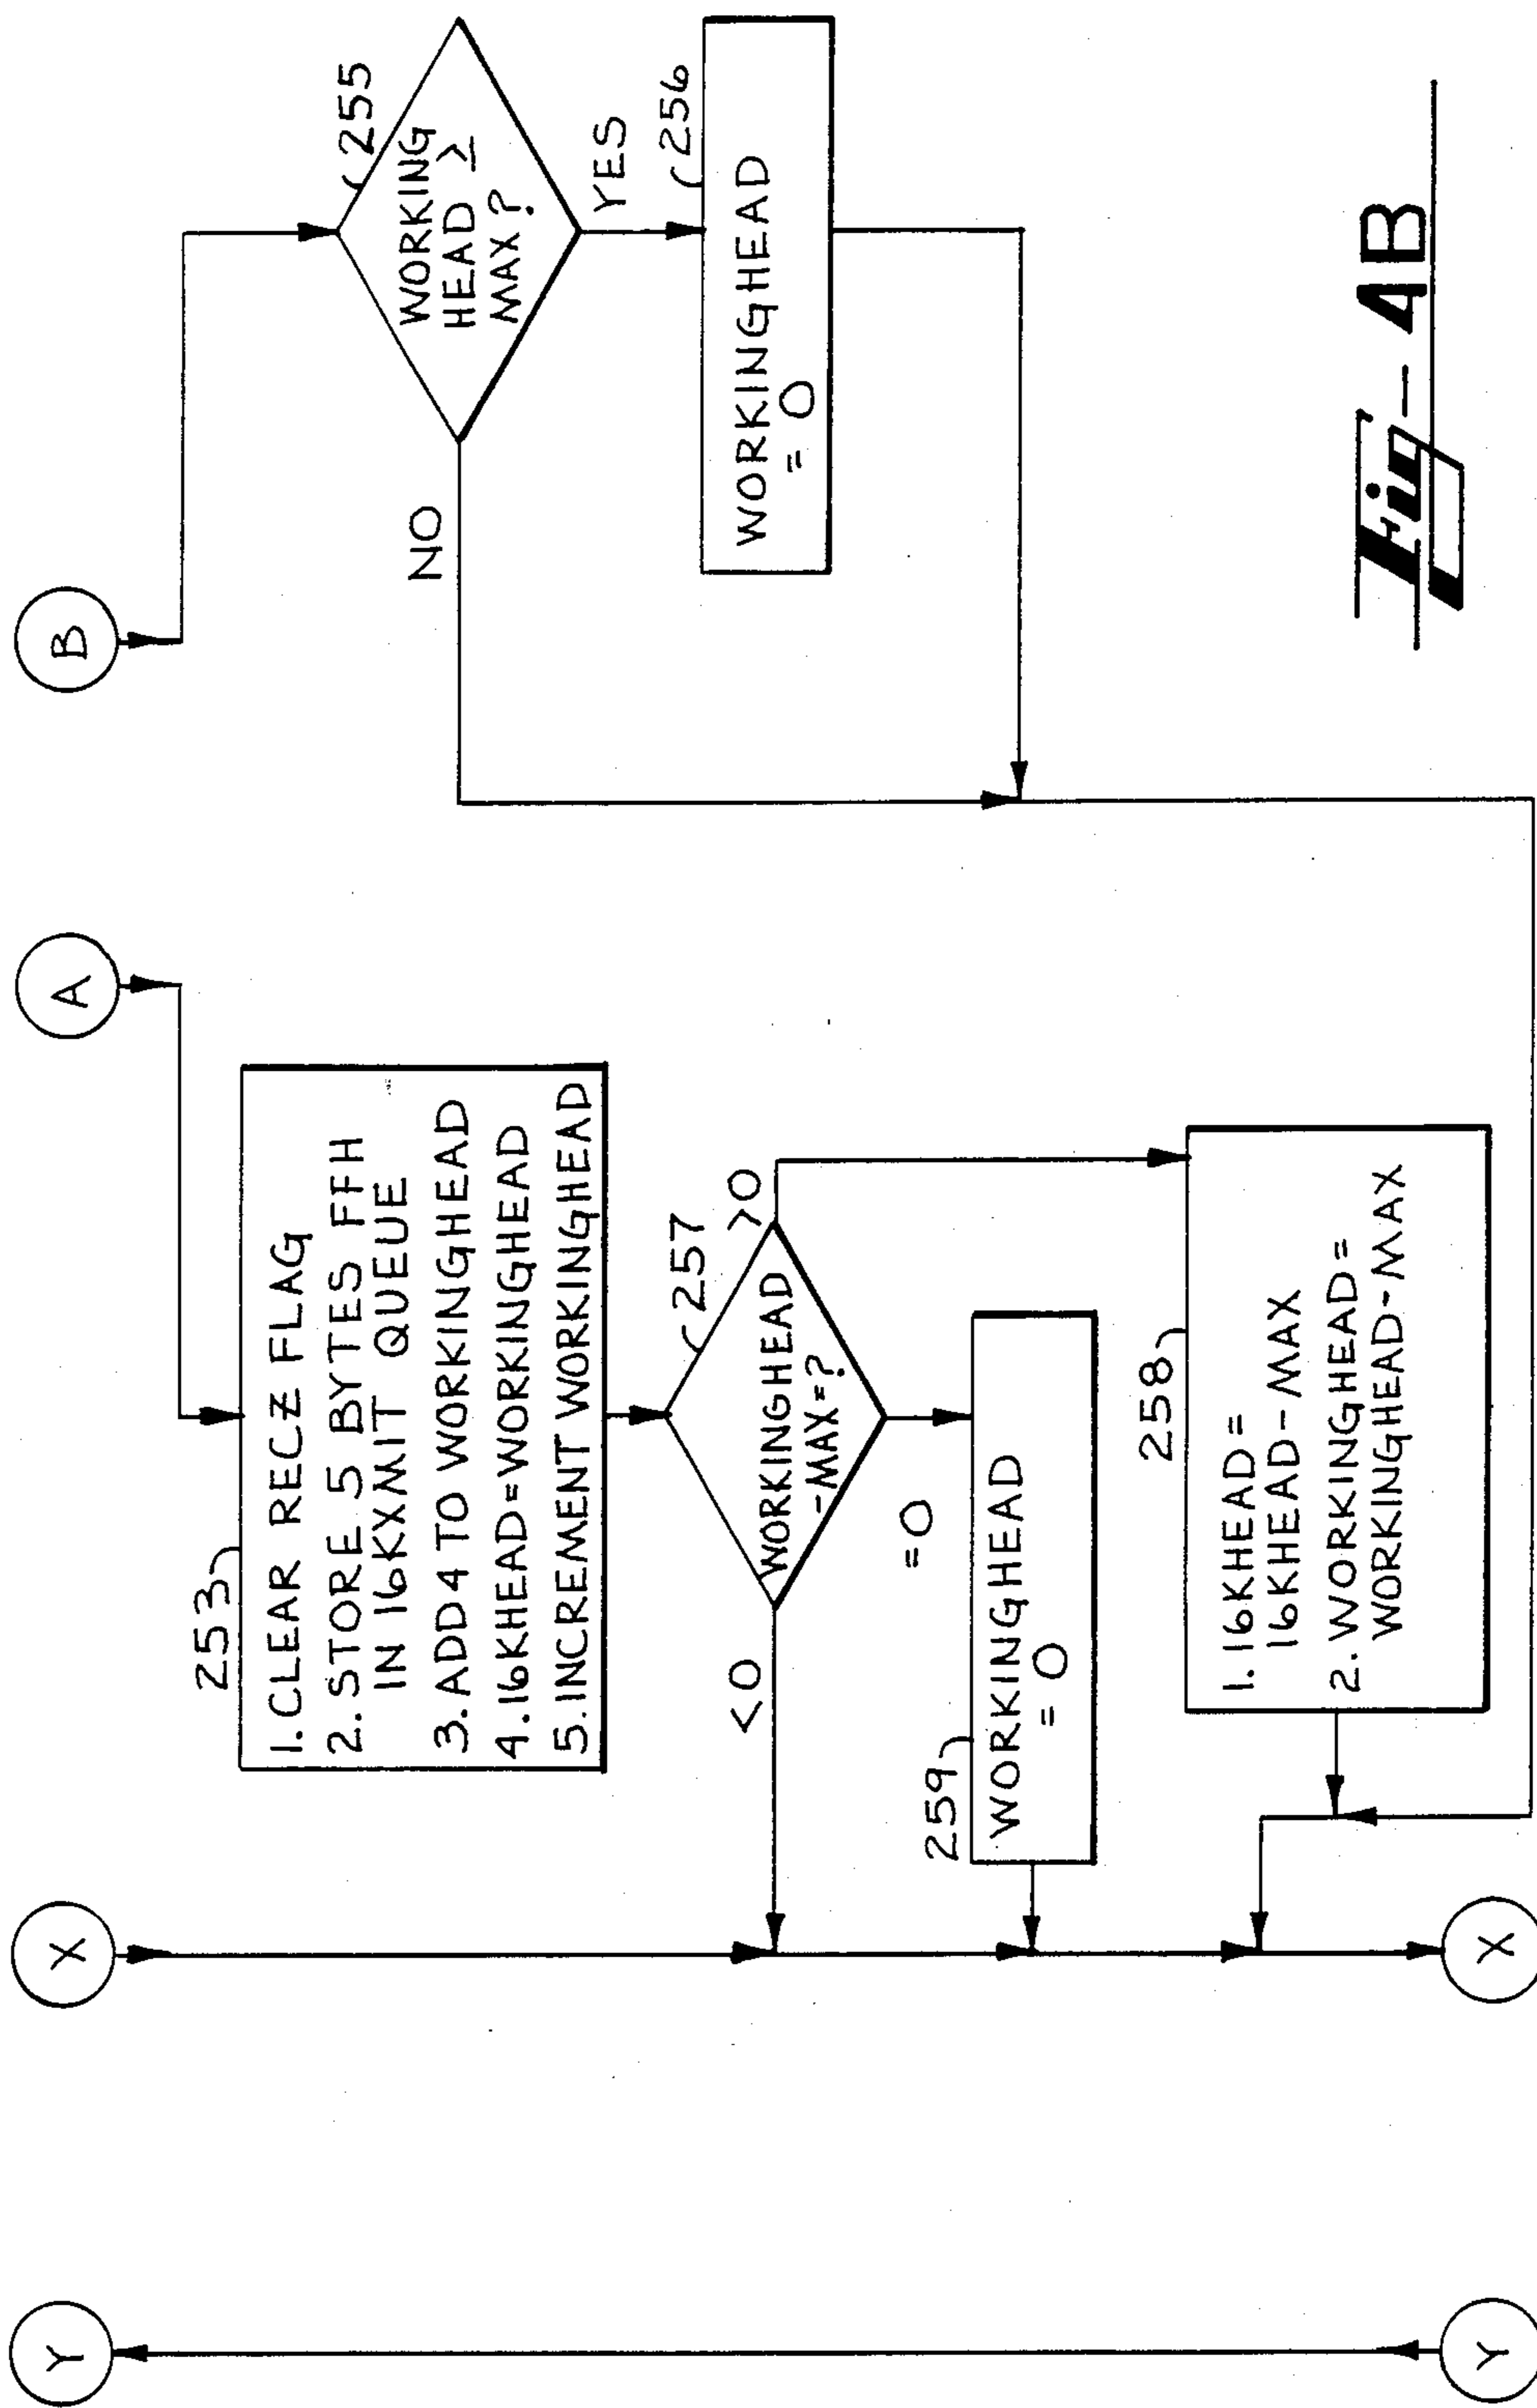 Y
X
A
B
253
1. CLEAR RECZ FLAG
2. STORE 5 BYTES FFH
IN 16KXMIT QUEUE
3. ADD 4 TO WORKINGHEAD
4. 16KHEAD=WORKINGHEAD
5. INCREMENT WORKINGHEAD
257
WORKINGHEAD
-MAX=?
<0
=0
>0
259
WORKINGHEAD
= 0
258
1. 16KHEAD=
16KHEAD-MAX
2. WORKINGHEAD=
WORKINGHEAD-MAX
255
WORKING
HEAD ≥
MAX?
NO
YES
256
WORKINGHEAD
= 0
Y
X
Fig-AB